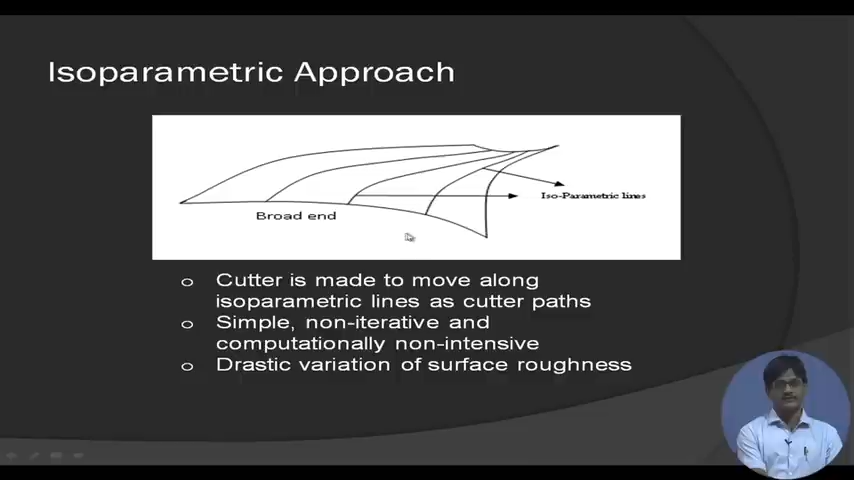 Isoparametric Approach
Iso-Parametric lines
Broad end
o Cutter is made to move along
isoparametric lines as cutter paths
o Simple, non-iterative and
computationally non-intensive
o Drastic variation of surface roughness